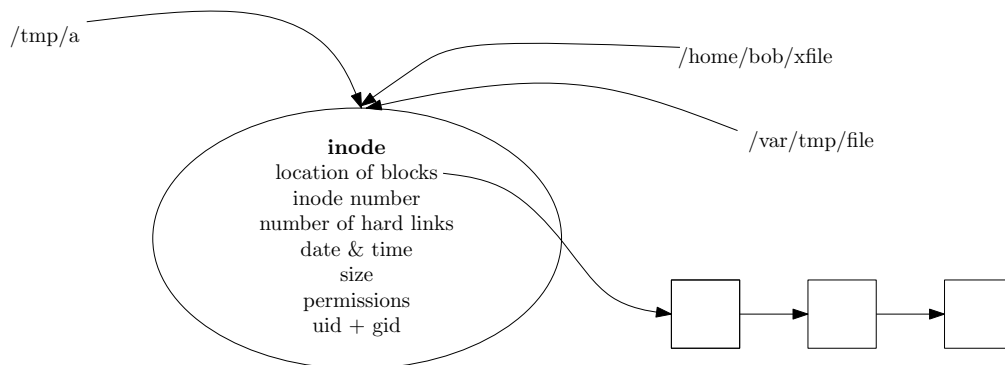 /tmp/a
/home/bob/xfile
/var/tmp/file
inode
location of blocks
inode number
number of hard links
date & time
size
permissions
uid + gid